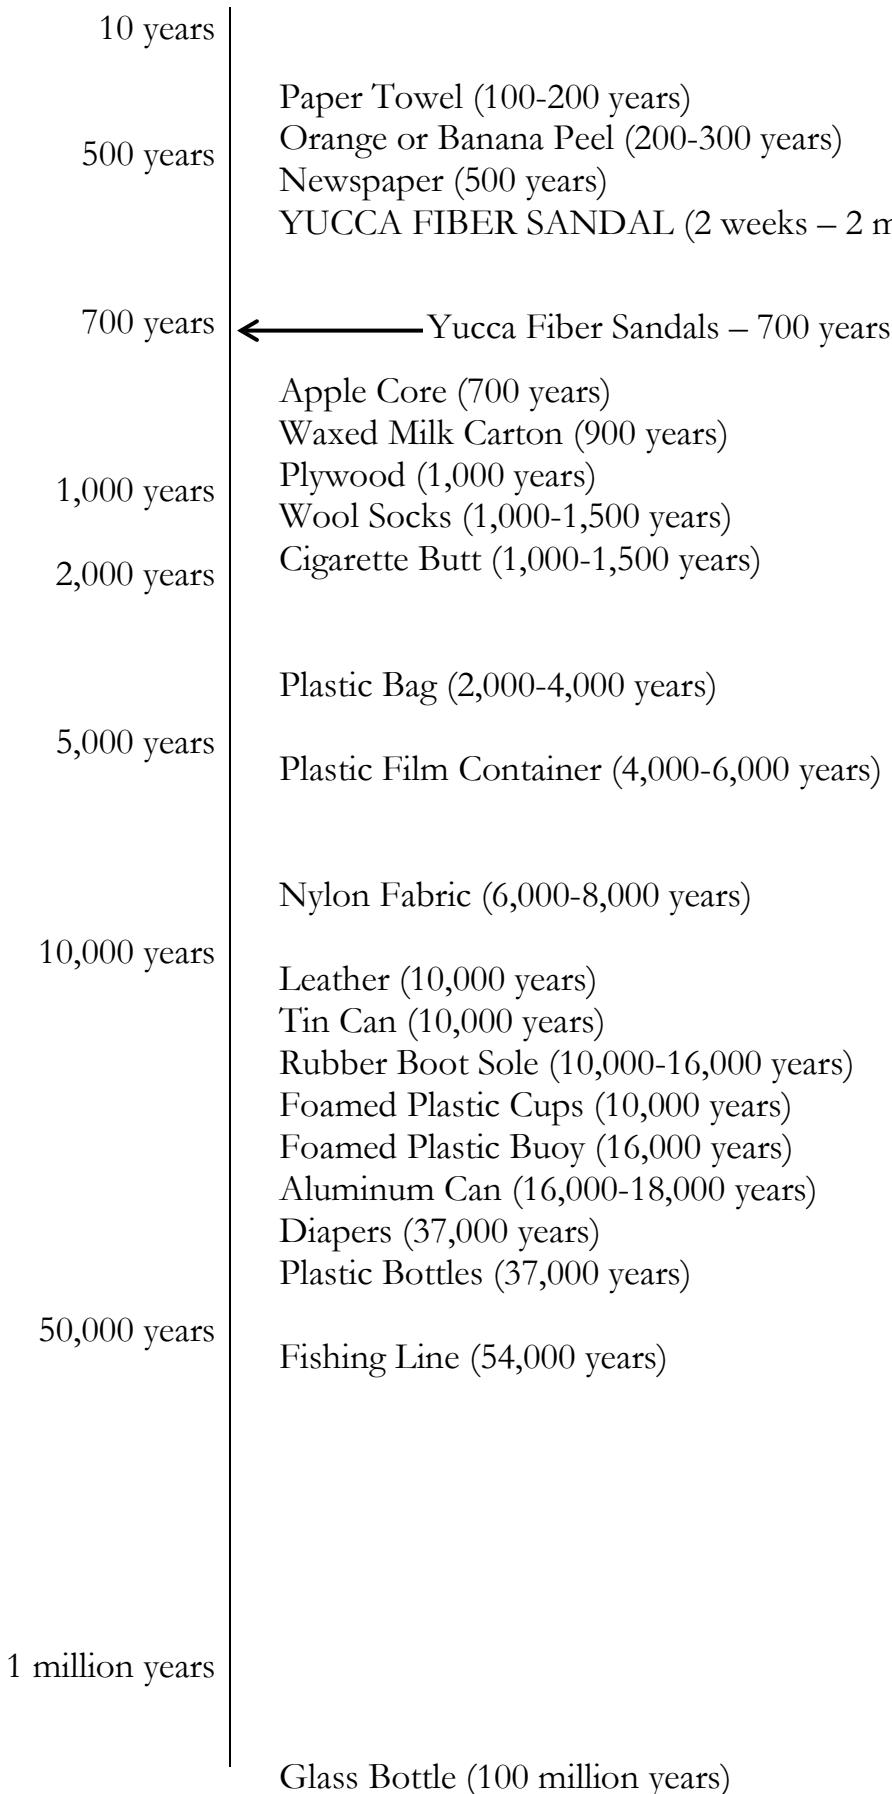 10 years
Paper Towel (100-200 years)
Orange or Banana Peel (200-300 years)
500 years
Newspaper (500 years)
YUCCA FIBER SANDAL (2 weeks – 2 m
700 years
Yucca Fiber Sandals – 700 years
Apple Core (700 years)
Waxed Milk Carton (900 years)
Plywood (1,000 years)
1,000 years
Wool Socks (1,000-1,500 years)
Cigarette Butt (1,000-1,500 years)
2,000 years
Plastic Bag (2,000-4,000 years)
5,000 years
Plastic Film Container (4,000-6,000 years)
Nylon Fabric (6,000-8,000 years)
10,000 years
Leather (10,000 years)
Tin Can (10,000 years)
Rubber Boot Sole (10,000-16,000 years)
Foamed Plastic Cups (10,000 years)
Foamed Plastic Buoy (16,000 years)
Aluminum Can (16,000-18,000 years)
Diapers (37,000 years)
Plastic Bottles (37,000 years)
50,000 years
Fishing Line (54,000 years)
1 million years
Glass Bottle (100 million years)